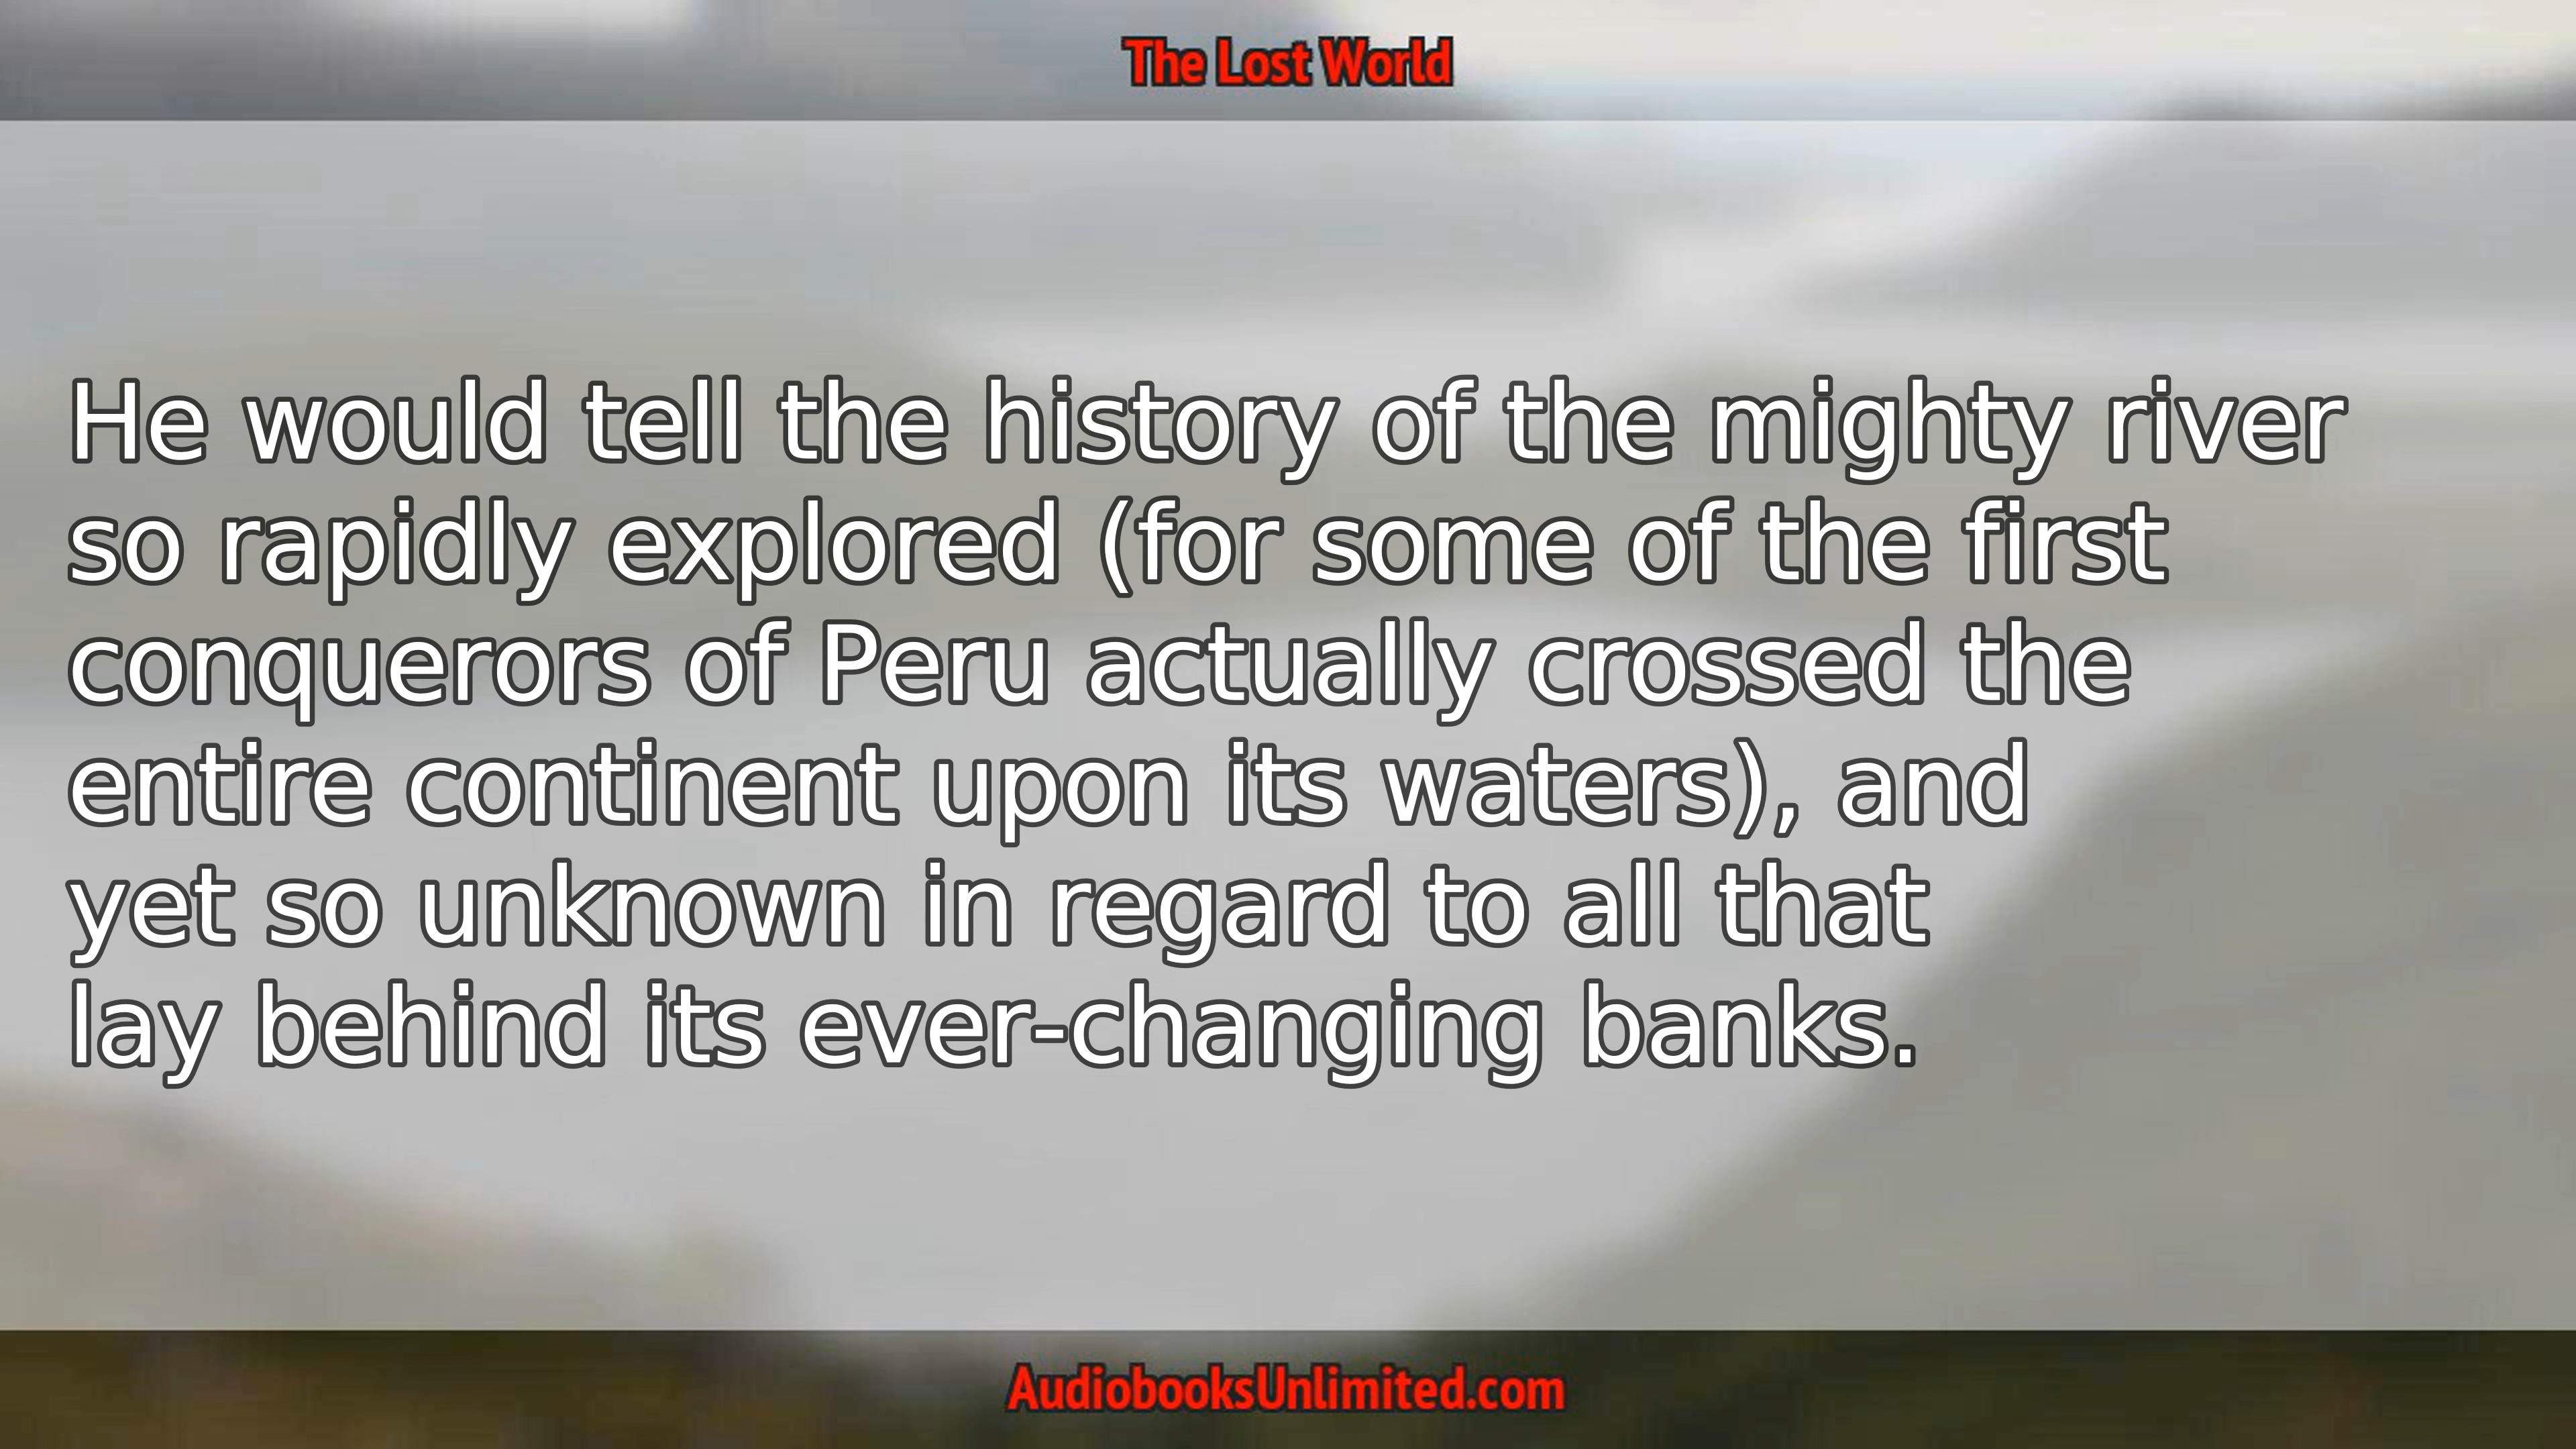 The Lost World
He would tell the history of the mighty river
so rapidly explored (for some of the first
conquerors of Peru actually crossed the
entire continent upon its waters), and
yet so unknown in regard to all that
lay behind its ever-changing banks.
AudiobooksUnlimited.com